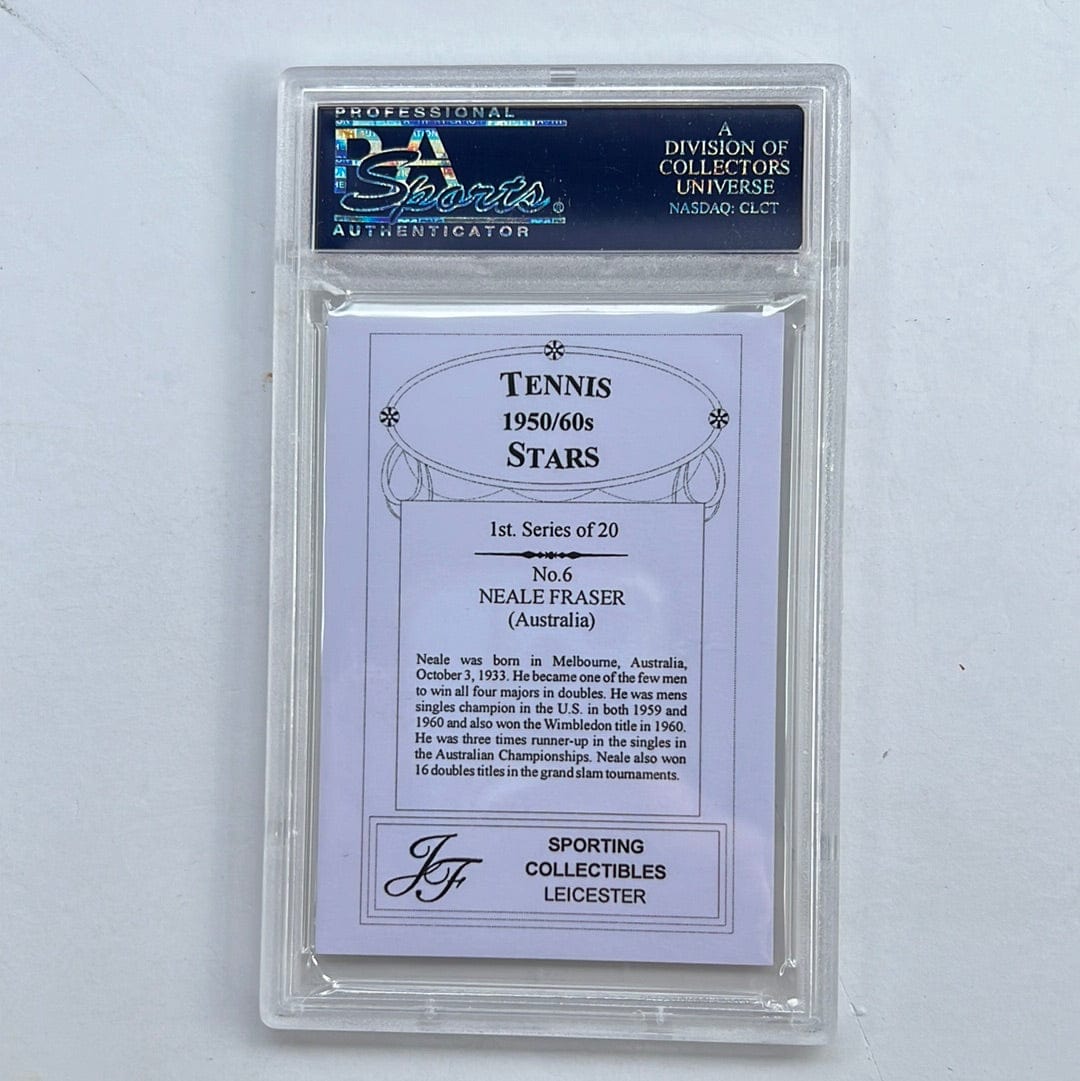 PROFESSIONAL
PSA
Sports®
AUTHENTICATOR
A
DIVISION OF
COLLECTORS
UNIVERSE
NASDAQ: CLCT
TENNIS
1950/60s
STARS
1st. Series of 20
No.6
NEALE FRASER
(Australia)
Neale was born in Melbourne, Australia,
October 3, 1933. He became one of the few men
to win all four majors in doubles. He was mens
singles champion in the U.S. in both 1959 and
1960 and also won the Wimbledon title in 1960.
He was three times runner-up in the singles in
the Australian Championships. Neale also won
16 doubles titles in the grand slam tournaments.
JF
SPORTING
COLLECTIBLES
LEICESTER